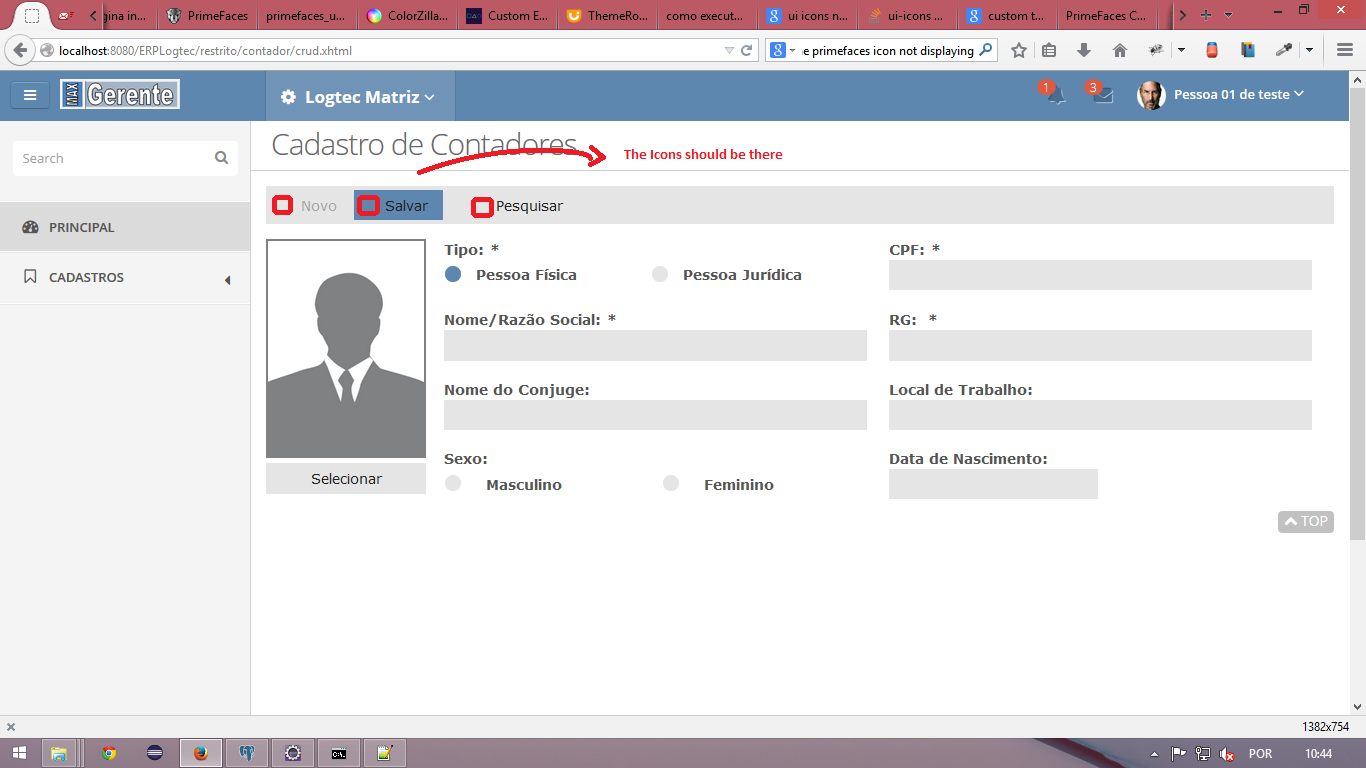 gina in...
PrimeFaces
primefaces_u...
ColorZilla...
Custom E...
ThemeRo...
como execut...
ui icons n...
ui-icons ...
custom t...
PrimeFaces C...
localhost:8080/ERPLogtec/restrito/contador/crud.xhtml
e primefaces icon not displaying
MAX Gerente
Logtec Matriz
1
3
Pessoa 01 de teste
Search
Cadastro de Contadores
The Icons should be there
Novo
Salvar
Pesquisar
PRINCIPAL
CADASTROS
Tipo: *
CPF: *
Pessoa Física
Pessoa Jurídica
Nome/Razão Social: *
RG: *
Nome do Conjuge:
Local de Trabalho:
Sexo:
Data de Nascimento:
Selecionar
Masculino
Feminino
TOP
1382x754
POR
10:44